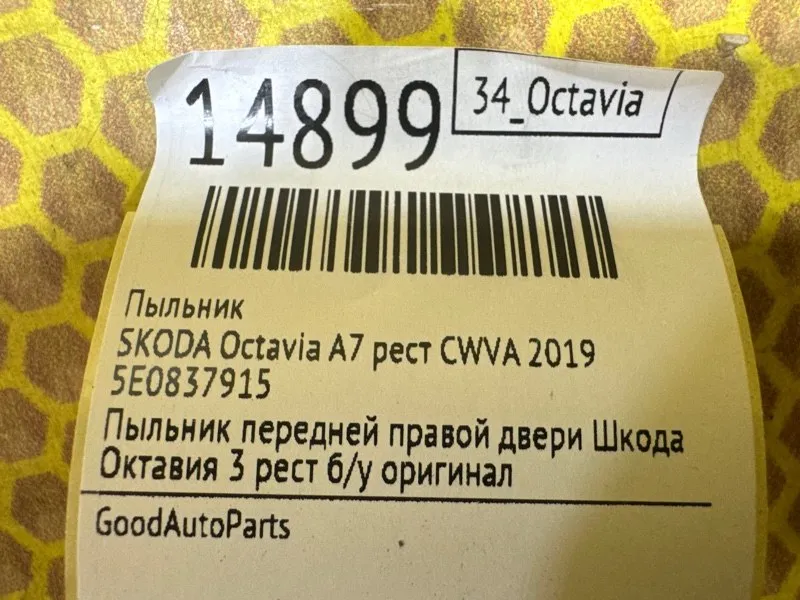 14899
34_Octavia
Пыльник
SKODA Octavia A7 рест CWVA 2019
5E0837915
Пыльник передней правой двери Шкода
Октавия 3 рест б/у оригинал
GoodAutoParts